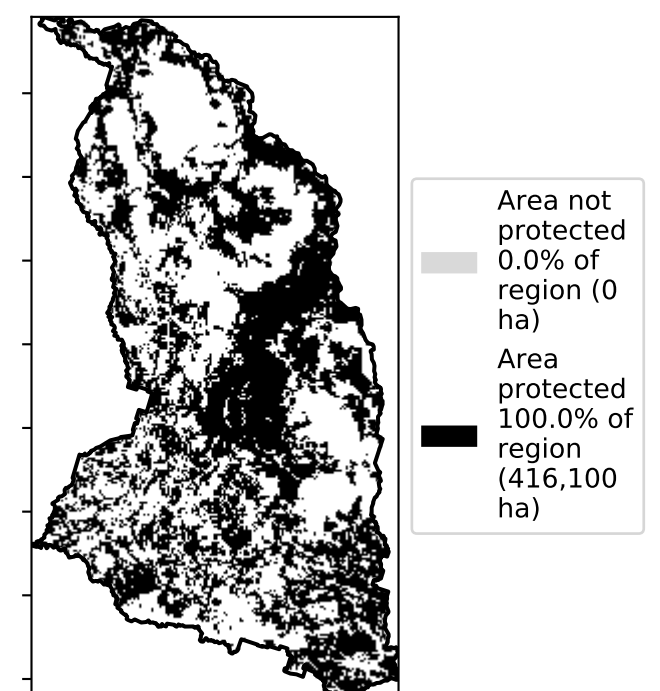 Area not
protected
0.0% of
region (0
ha)
Area
protected
100.0% of
region
(416,100
ha)